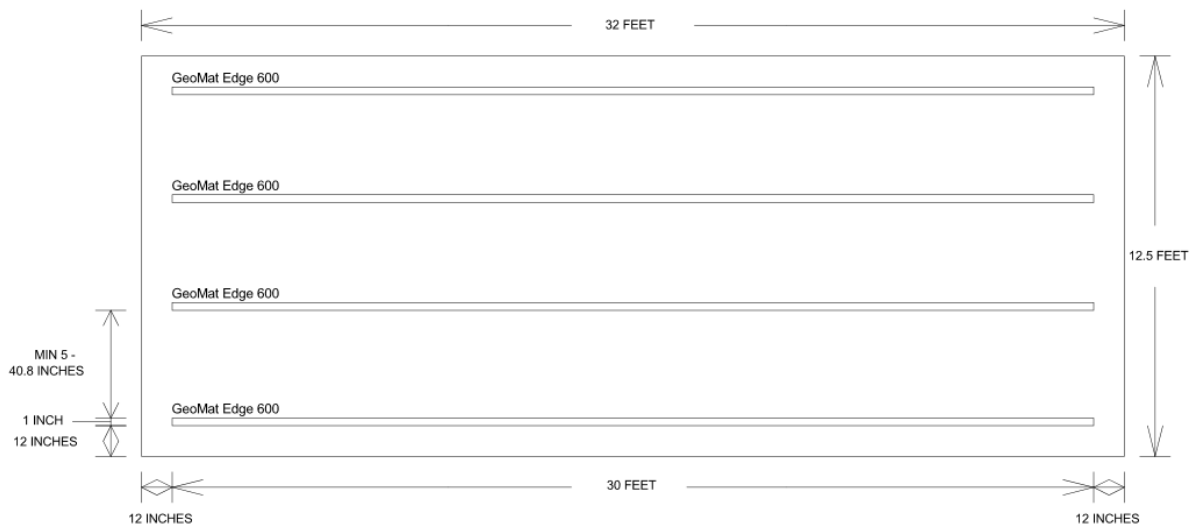 32 FEET
GeoMat Edge 600
GeoMat Edge 600
12.5 FEET
GeoMat Edge 600
MIN 5 -
40.8 INCHES
GeoMat Edge 600
1 INCH
12 INCHES
30 FEET
12 INCHES
12 INCHES